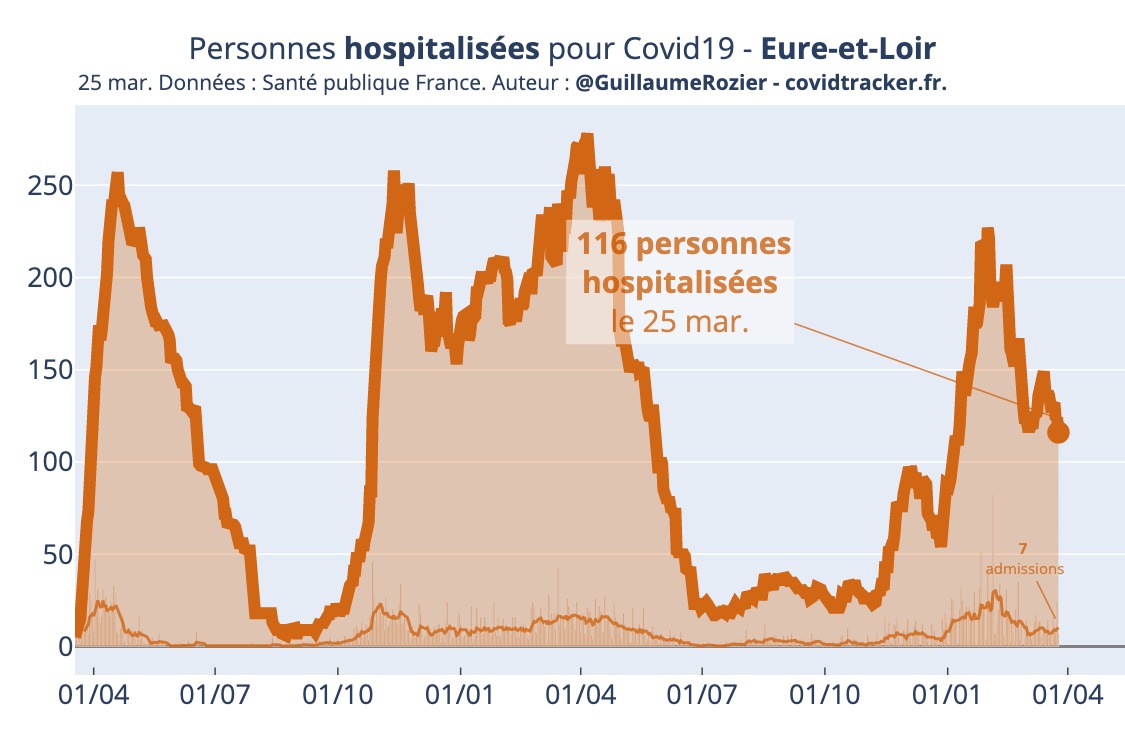 Personnes hospitalisées pour Covid19 - Eure-et-Loir
25 mar. Données : Santé publique France. Auteur : @GuillaumeRozier - covidtracker.fr.
250
200
150
100
50
0
116 personnes
hospitalisées
le 25 mar.
7
admissions
01/04
01/07
01/10
01/01
01/04
01/07
01/10
01/01
01/04